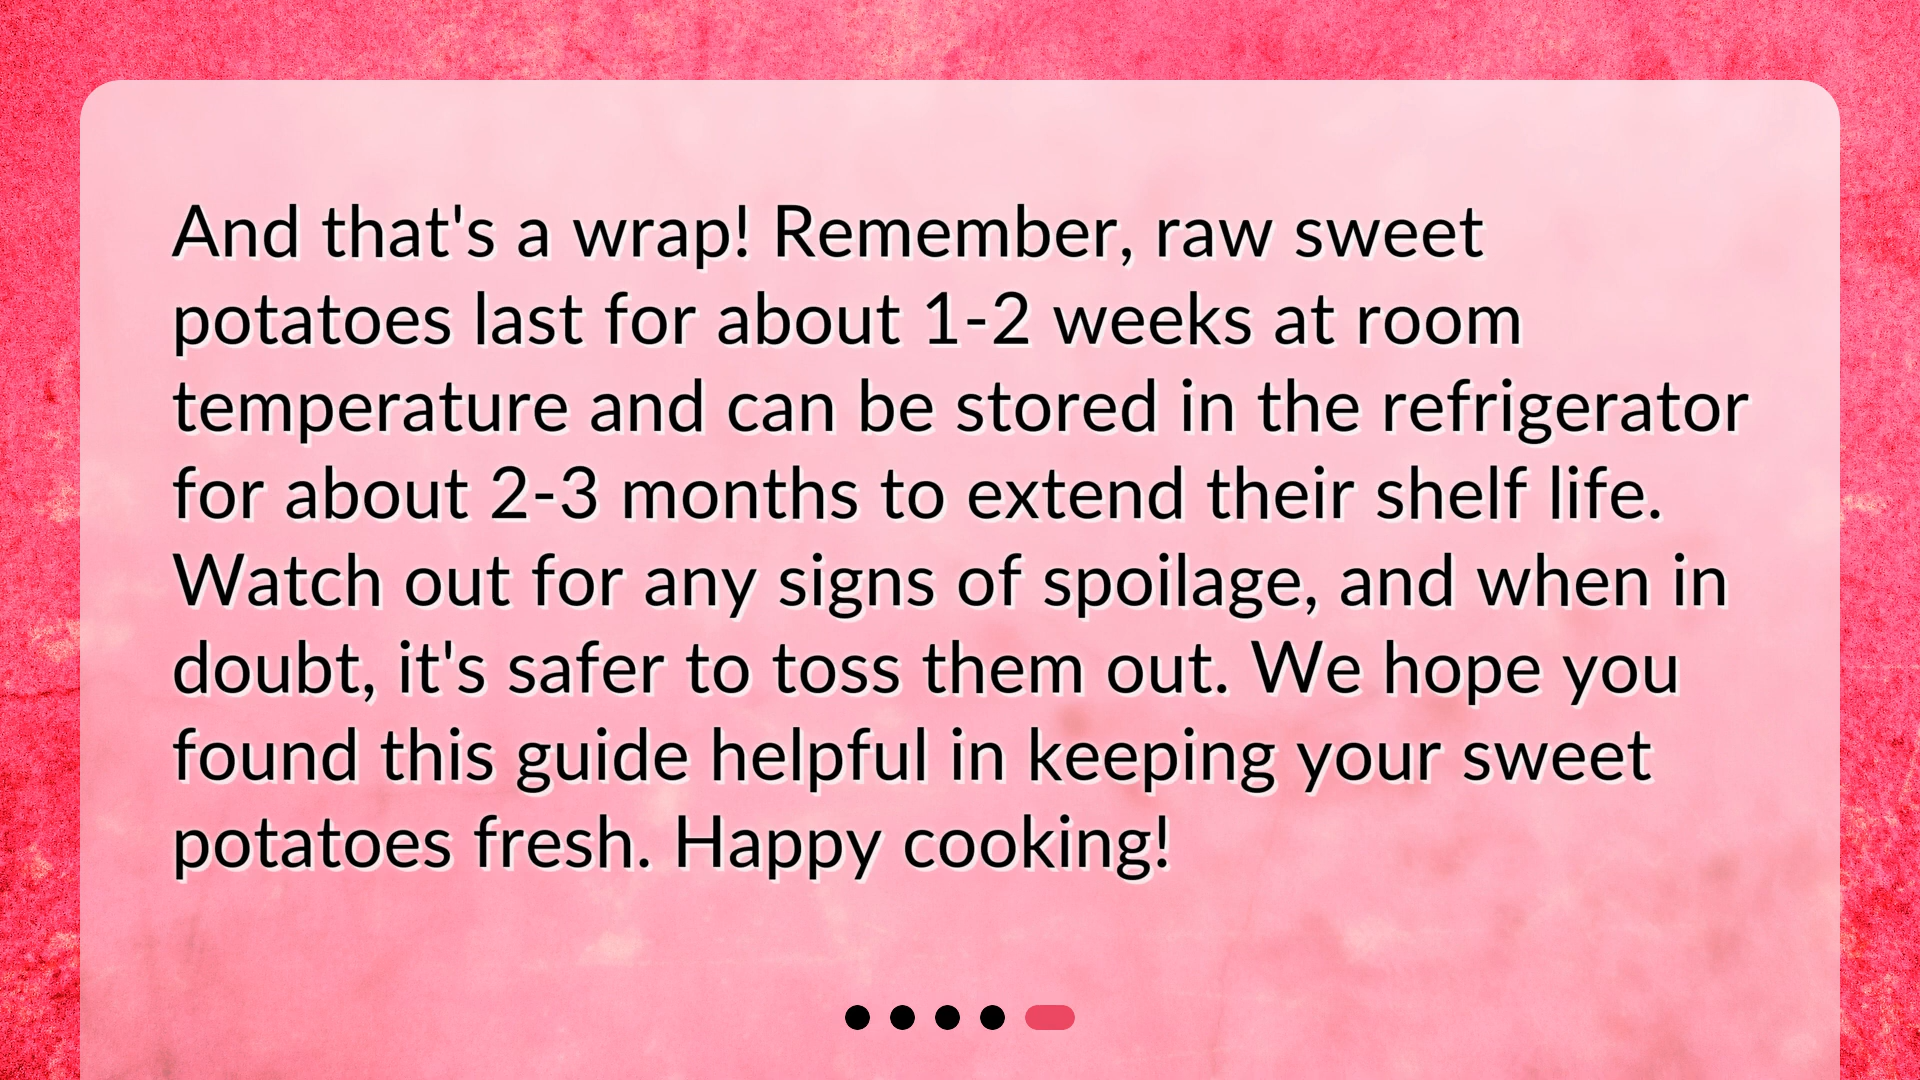 And that's a wrap! Remember, raw sweet
potatoes last for about 1-2 weeks at room
temperature and can be stored in the refrigerator
for about 2-3 months to extend their shelf life.
Watch out for any signs of spoilage, and when in
doubt, it's safer to toss them out. We hope you
found this guide helpful in keeping your sweet
potatoes fresh. Happy cooking!